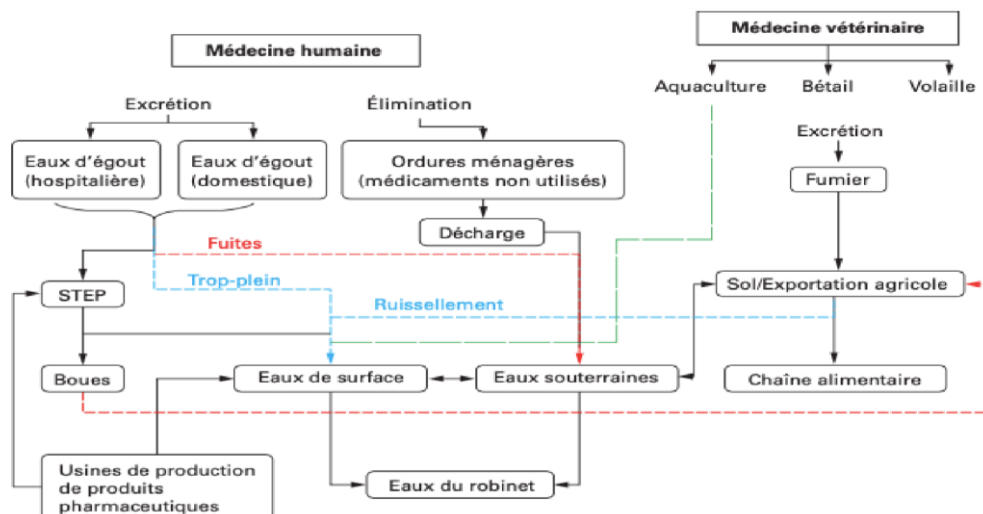 Médecine humaine
Médecine vétérinaire
Aquaculture
Bétail
Volaille
Excrétion
Élimination
Excrétion
Eaux d'égout
(hospitalière)
Eaux d'égout
(domestique)
Ordures ménagères
(médicaments non utilisés)
Fumier
Décharge
Fuites
Trop-plein
STEP
Ruissellement
Sol/Exportation agricole
Boues
Eaux de surface
Eaux souterraines
Chaîne alimentaire
Usines de production
de produits
pharmaceutiques
Eaux du robinet